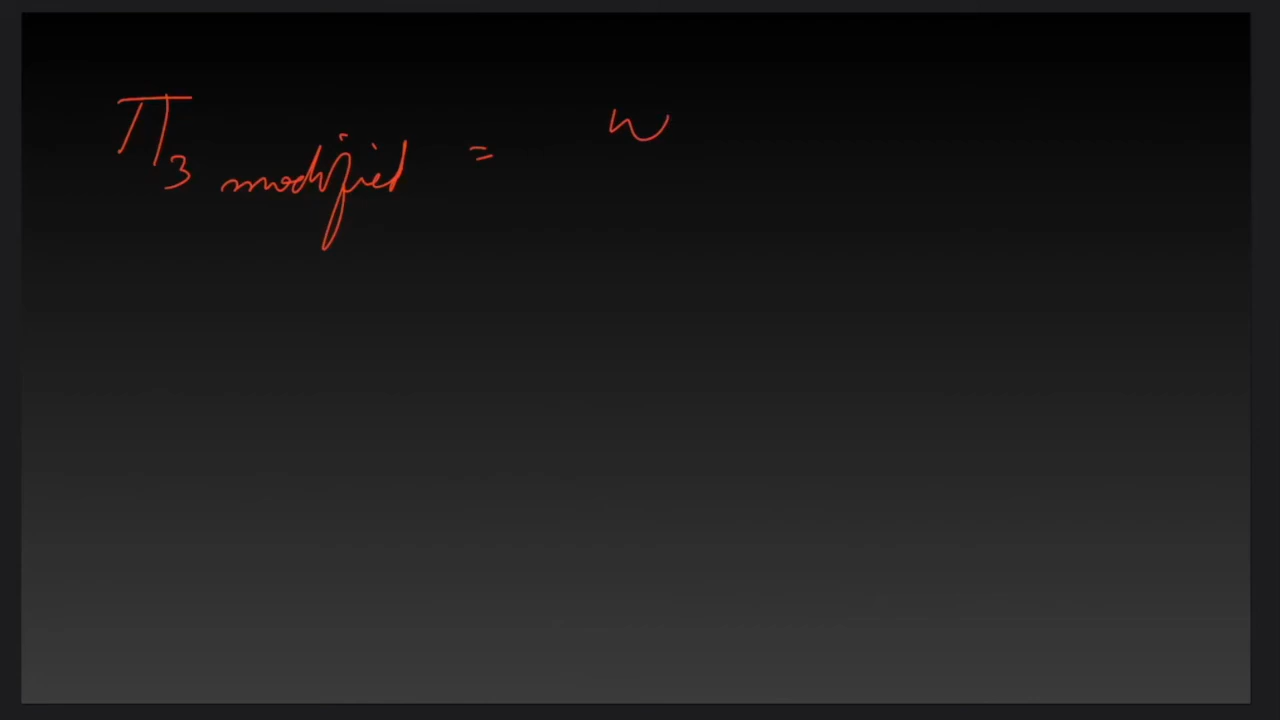 Π₃ modified = w